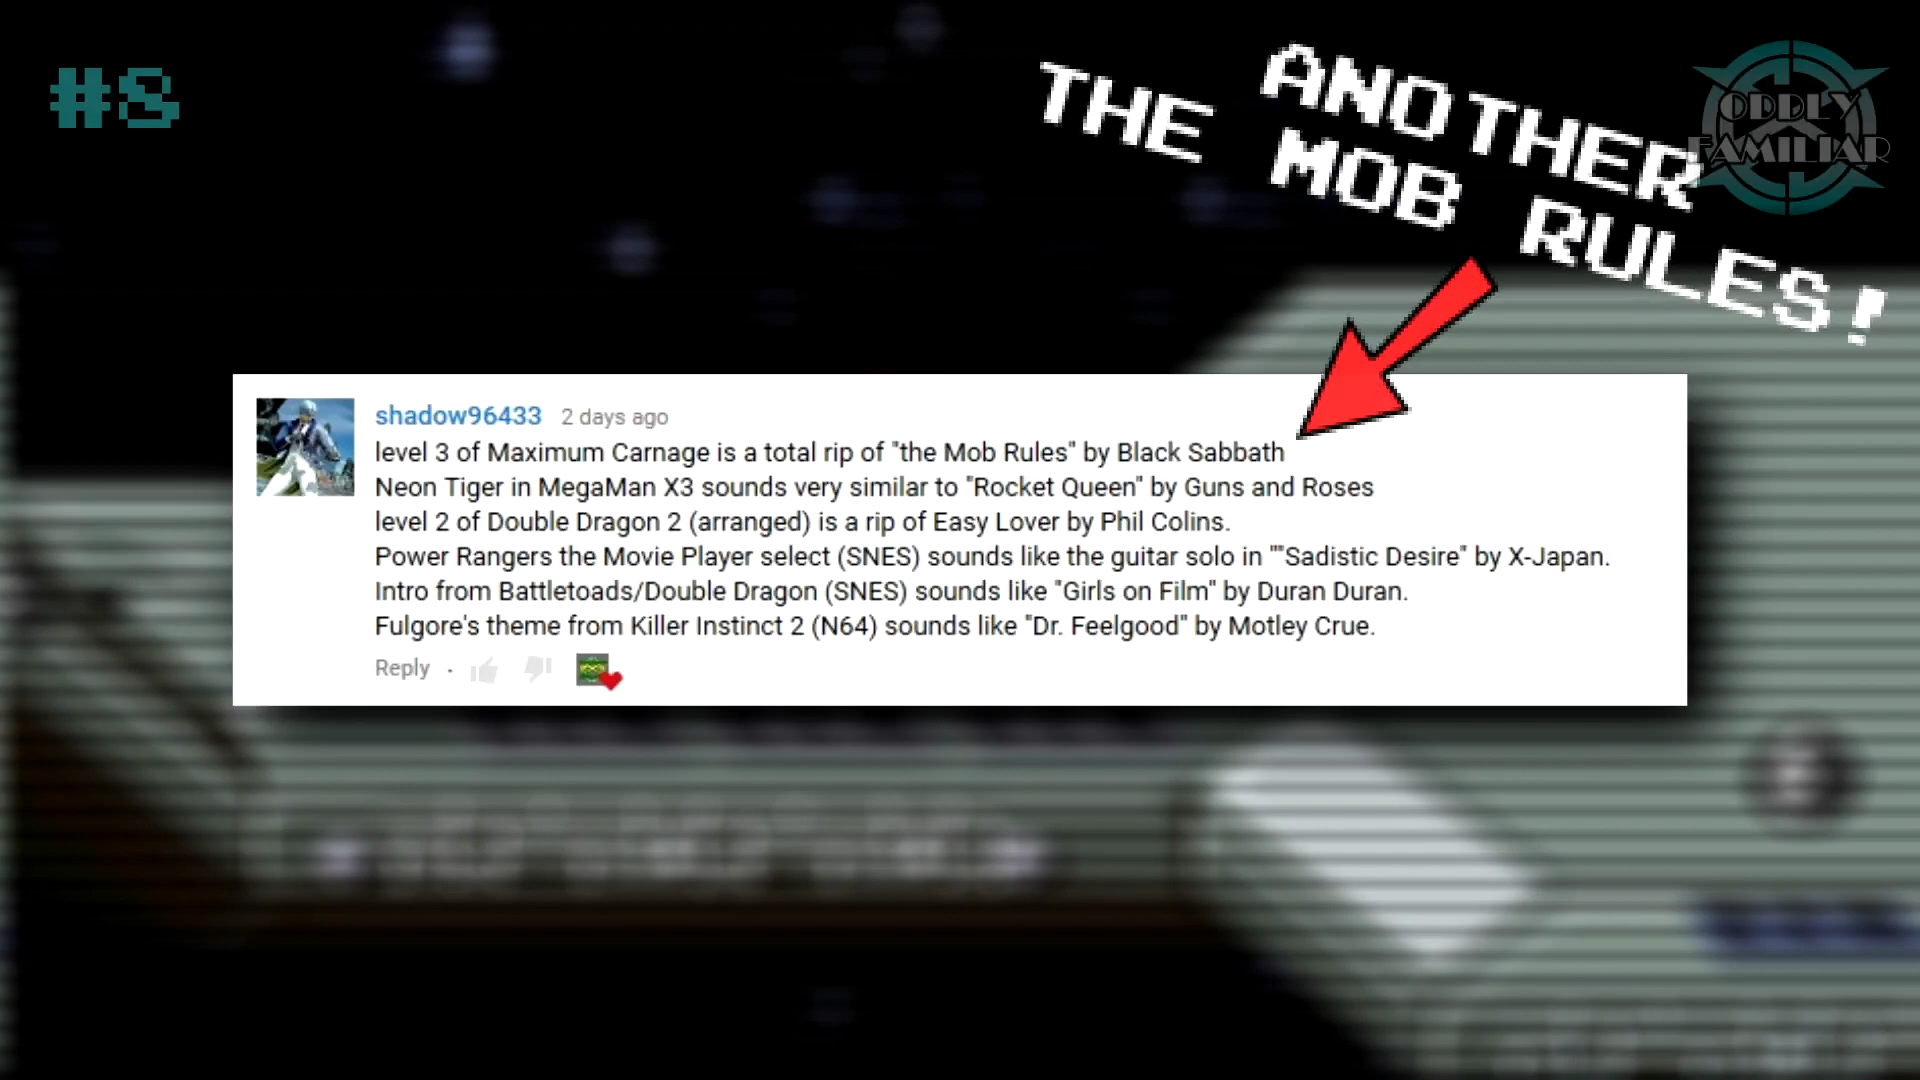 #8
ANOTHER
THE MOB RULES!
ODDLY
FAMILIAR
shadow96433 2 days ago
level 3 of Maximum Carnage is a total rip of "the Mob Rules" by Black Sabbath
Neon Tiger in MegaMan X3 sounds very similar to "Rocket Queen" by Guns and Roses
level 2 of Double Dragon 2 (arranged) is a rip of Easy Lover by Phil Colins.
Power Rangers the Movie Player select (SNES) sounds like the guitar solo in ""Sadistic Desire" by X-Japan.
Intro from Battletoads/Double Dragon (SNES) sounds like "Girls on Film" by Duran Duran.
Fulgore's theme from Killer Instinct 2 (N64) sounds like "Dr. Feelgood" by Motley Crue.
Reply